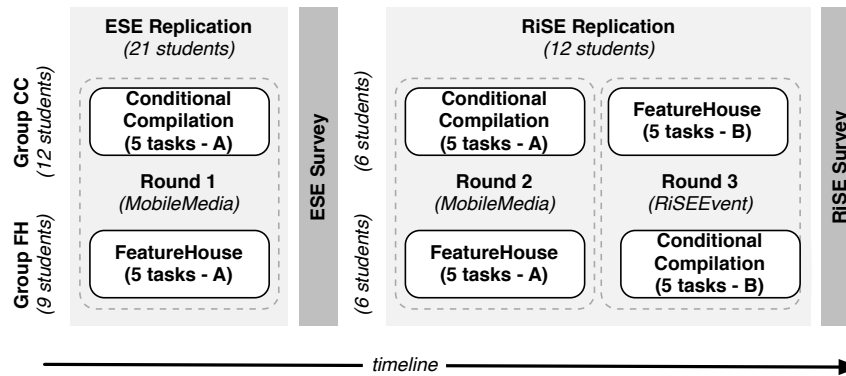 ESE Replication
(21 students)
RiSE Replication
(12 students)
Group CC
(12 students)
Conditional
Compilation
(5 tasks - A)
Round 1
(MobileMedia)
Group FH
(9 students)
FeatureHouse
(5 tasks - A)
ESE Survey
(6 students)
Conditional
Compilation
(5 tasks - A)
FeatureHouse
(5 tasks - B)
Round 2
(MobileMedia)
Round 3
(RiSEEvent)
(6 students)
FeatureHouse
(5 tasks - A)
Conditional
Compilation
(5 tasks - B)
RiSE Survey
timeline